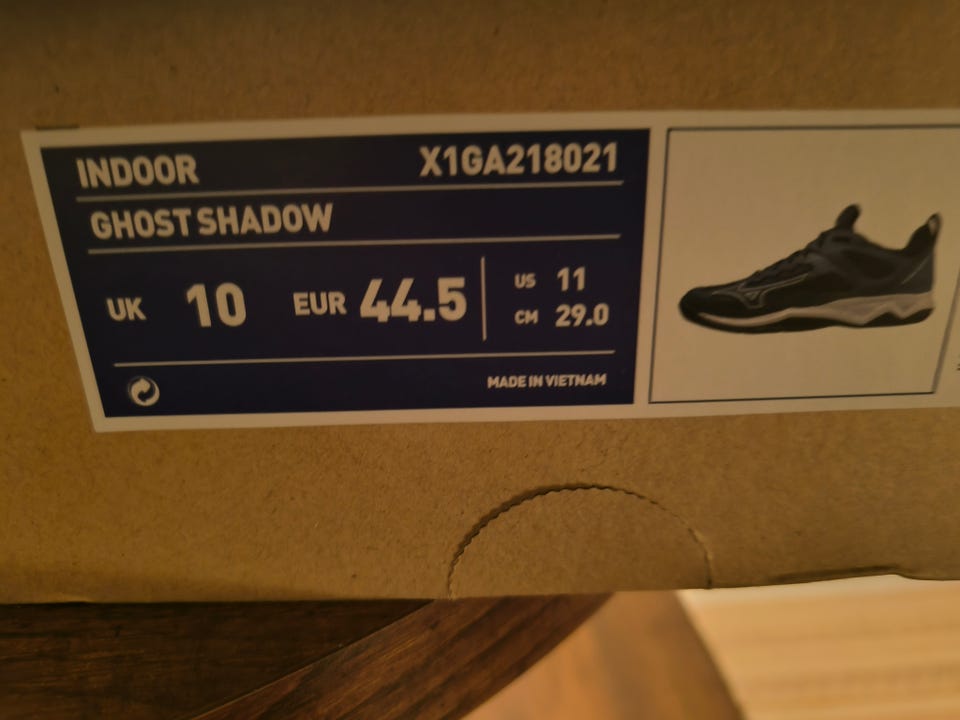 INDOOR X1GA218021
GHOST SHADOW
UK 10 EUR 44.5 US 11
CM 29.0
MADE IN VIETNAM